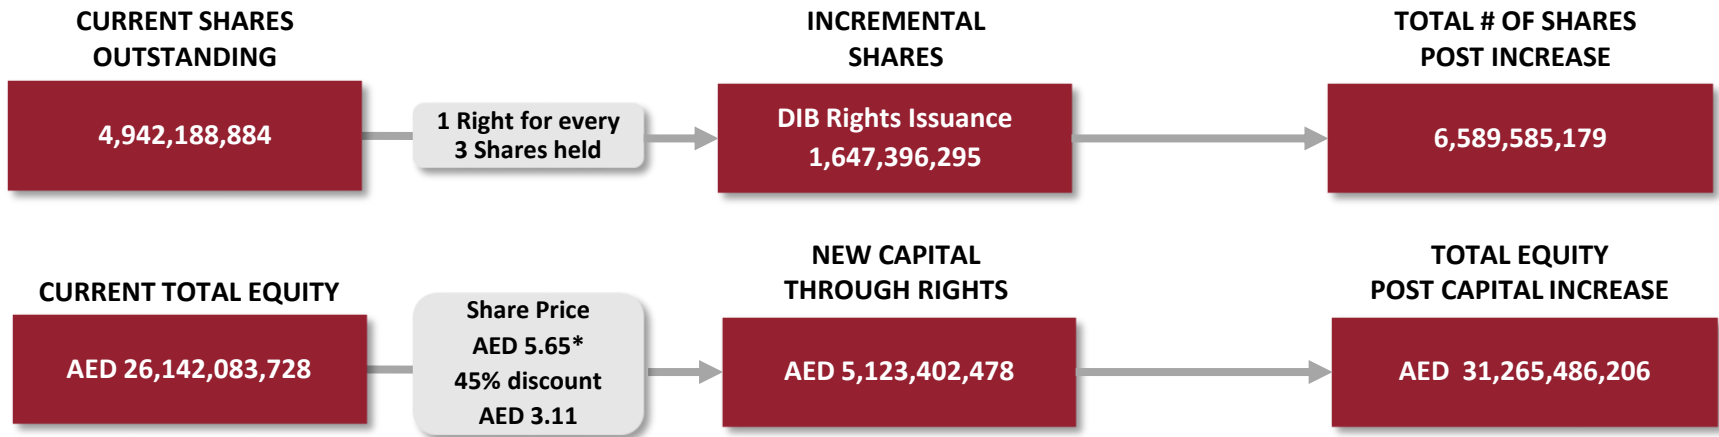 CURRENT SHARES
OUTSTANDING
4,942,188,884
1 Right for every
3 Shares held
INCREMENTAL
SHARES
DIB Rights Issuance
1,647,396,295
TOTAL # OF SHARES
POST INCREASE
6,589,585,179
CURRENT TOTAL EQUITY
AED 26,142,083,728
Share Price
AED 5.65*
45% discount
AED 3.11
NEW CAPITAL
THROUGH RIGHTS
AED 5,123,402,478
TOTAL EQUITY
POST CAPITAL INCREASE
AED 31,265,486,206